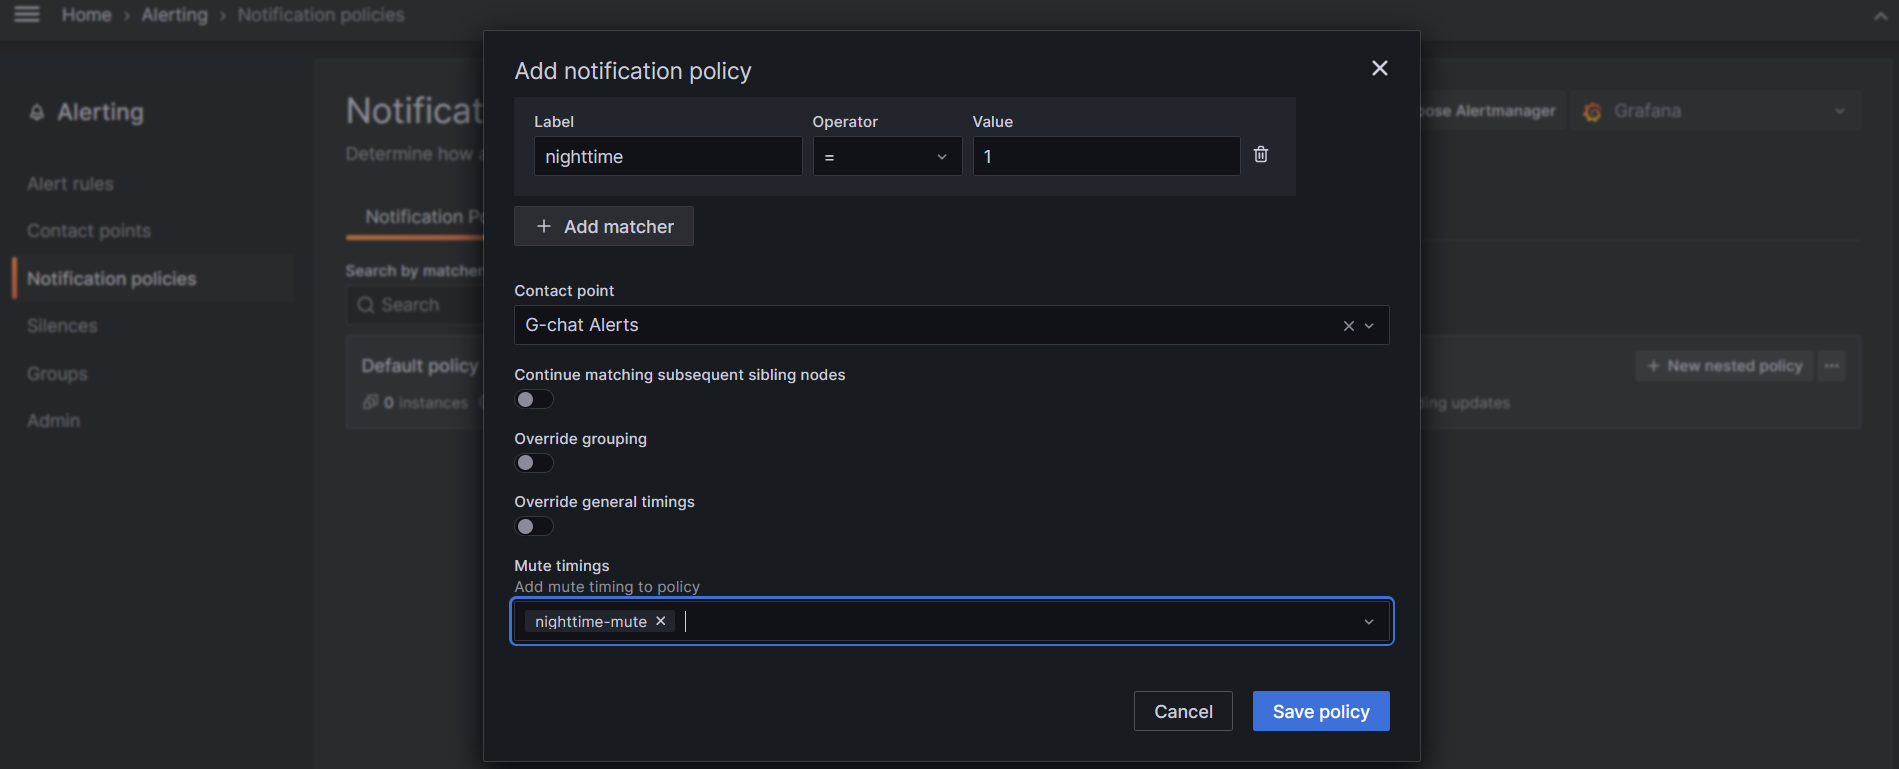 Home › Alerting › Notification policies
Add notification policy
Alerting
Notificat
oose Alertmanager
Grafana
Label
Operator
Value
nighttime
=
1
Determine how a
Alert rules
Notification Po
Add matcher
Contact points
Search by matcher
Notification policies
Search
Contact point
G-chat Alerts
Silences
Default policy
New nested policy
Groups
Continue matching subsequent sibling nodes
0 instances
ing updates
Admin
Override grouping
Override general timings
Mute timings
Add mute timing to policy
nighttime-mute
Cancel
Save policy